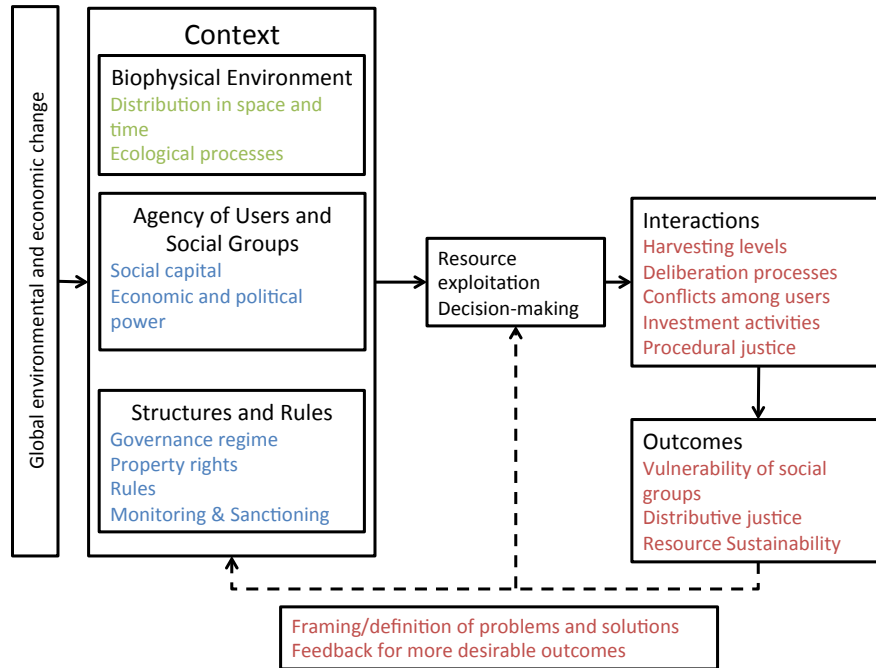 Global environmental and economic change
Context
Biophysical Environment
Distribution in space and
time
Ecological processes
Agency of Users and
Social Groups
Social capital
Economic and political
power
Structures and Rules
Governance regime
Property rights
Rules
Monitoring & Sanctioning
Resource
exploitation
Decision-making
Interactions
Harvesting levels
Deliberation processes
Conflicts among users
Investment activities
Procedural justice
Outcomes
Vulnerability of social
groups
Distributive justice
Resource Sustainability
Framing/definition of problems and solutions
Feedback for more desirable outcomes